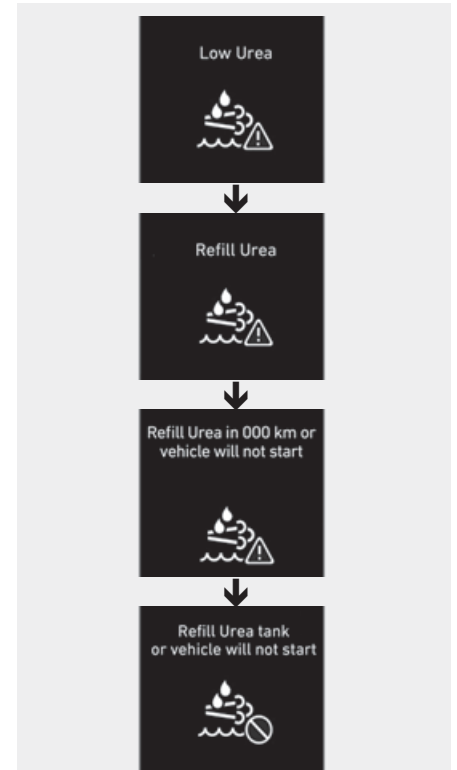 Low Urea
Refill Urea
Refill Urea in 000 km or
vehicle will not start
Refill Urea tank
or vehicle will not start